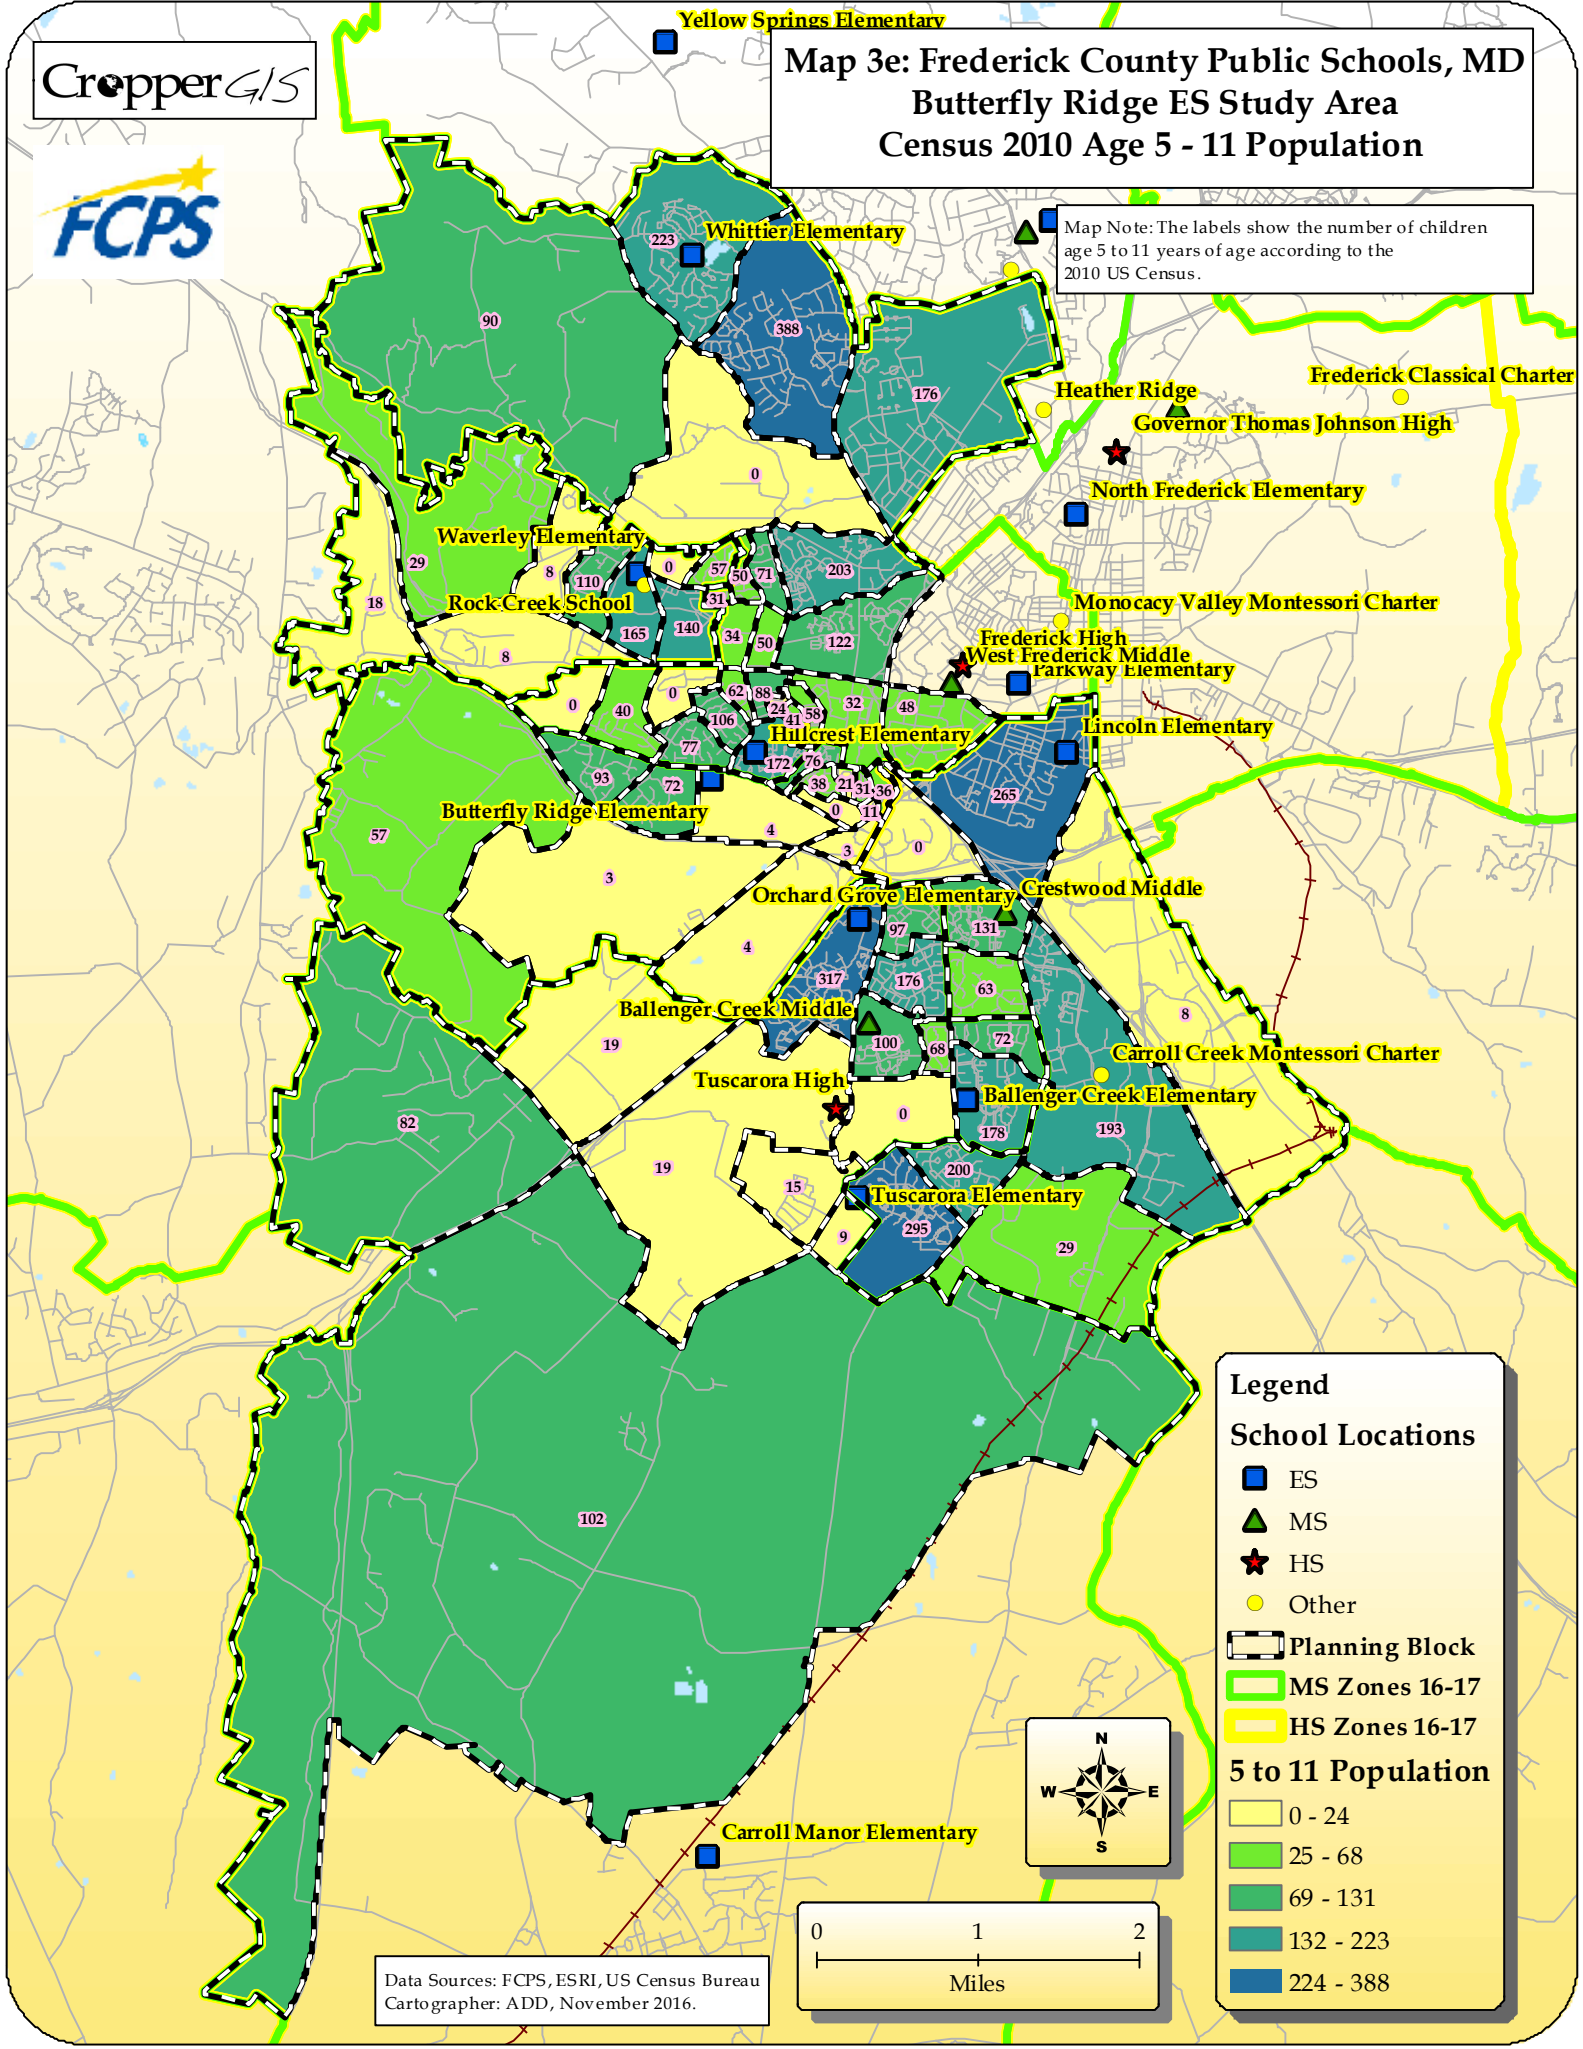 Yellow Springs Elementary
CropperGIS
Map 3e: Frederick County Public Schools, MD
Butterfly Ridge ES Study Area
Census 2010 Age 5 - 11 Population
FCPS
Map Note: The labels show the number of children
age 5 to 11 years of age according to the
2010 US Census.
223
Whittier Elementary
90
388
176
Heather Ridge
Frederick Classical Charter
Governor Thomas Johnson High
0
North Frederick Elementary
Waverley Elementary
29
8
110
0
57
50
71
203
18
Rock Creek School
31
Monocacy Valley Montessori Charter
165
140
34
50
122
Frederick High
West Frederick Middle
Parkway Elementary
8
0
40
0
62
88
24
41
58
32
48
106
77
Hillcrest Elementary
Lincoln Elementary
172
76
93
72
38
21
31
36
265
Butterfly Ridge Elementary
0
11
57
4
3
0
3
Orchard Grove Elementary
Crestwood Middle
97
131
4
317
176
63
Ballenger Creek Middle
8
19
100
68
72
Carroll Creek Montessori Charter
Tuscarora High
Ballenger Creek Elementary
82
0
178
193
19
15
200
Tuscarora Elementary
9
295
29
102
Legend
School Locations
ES
MS
HS
Other
Planning Block
MS Zones 16-17
HS Zones 16-17
5 to 11 Population
0 - 24
25 - 68
69 - 131
132 - 223
224 - 388
N
W
E
S
Carroll Manor Elementary
0
1
2
Miles
Data Sources: FCPS, ESRI, US Census Bureau
Cartographer: ADD, November 2016.